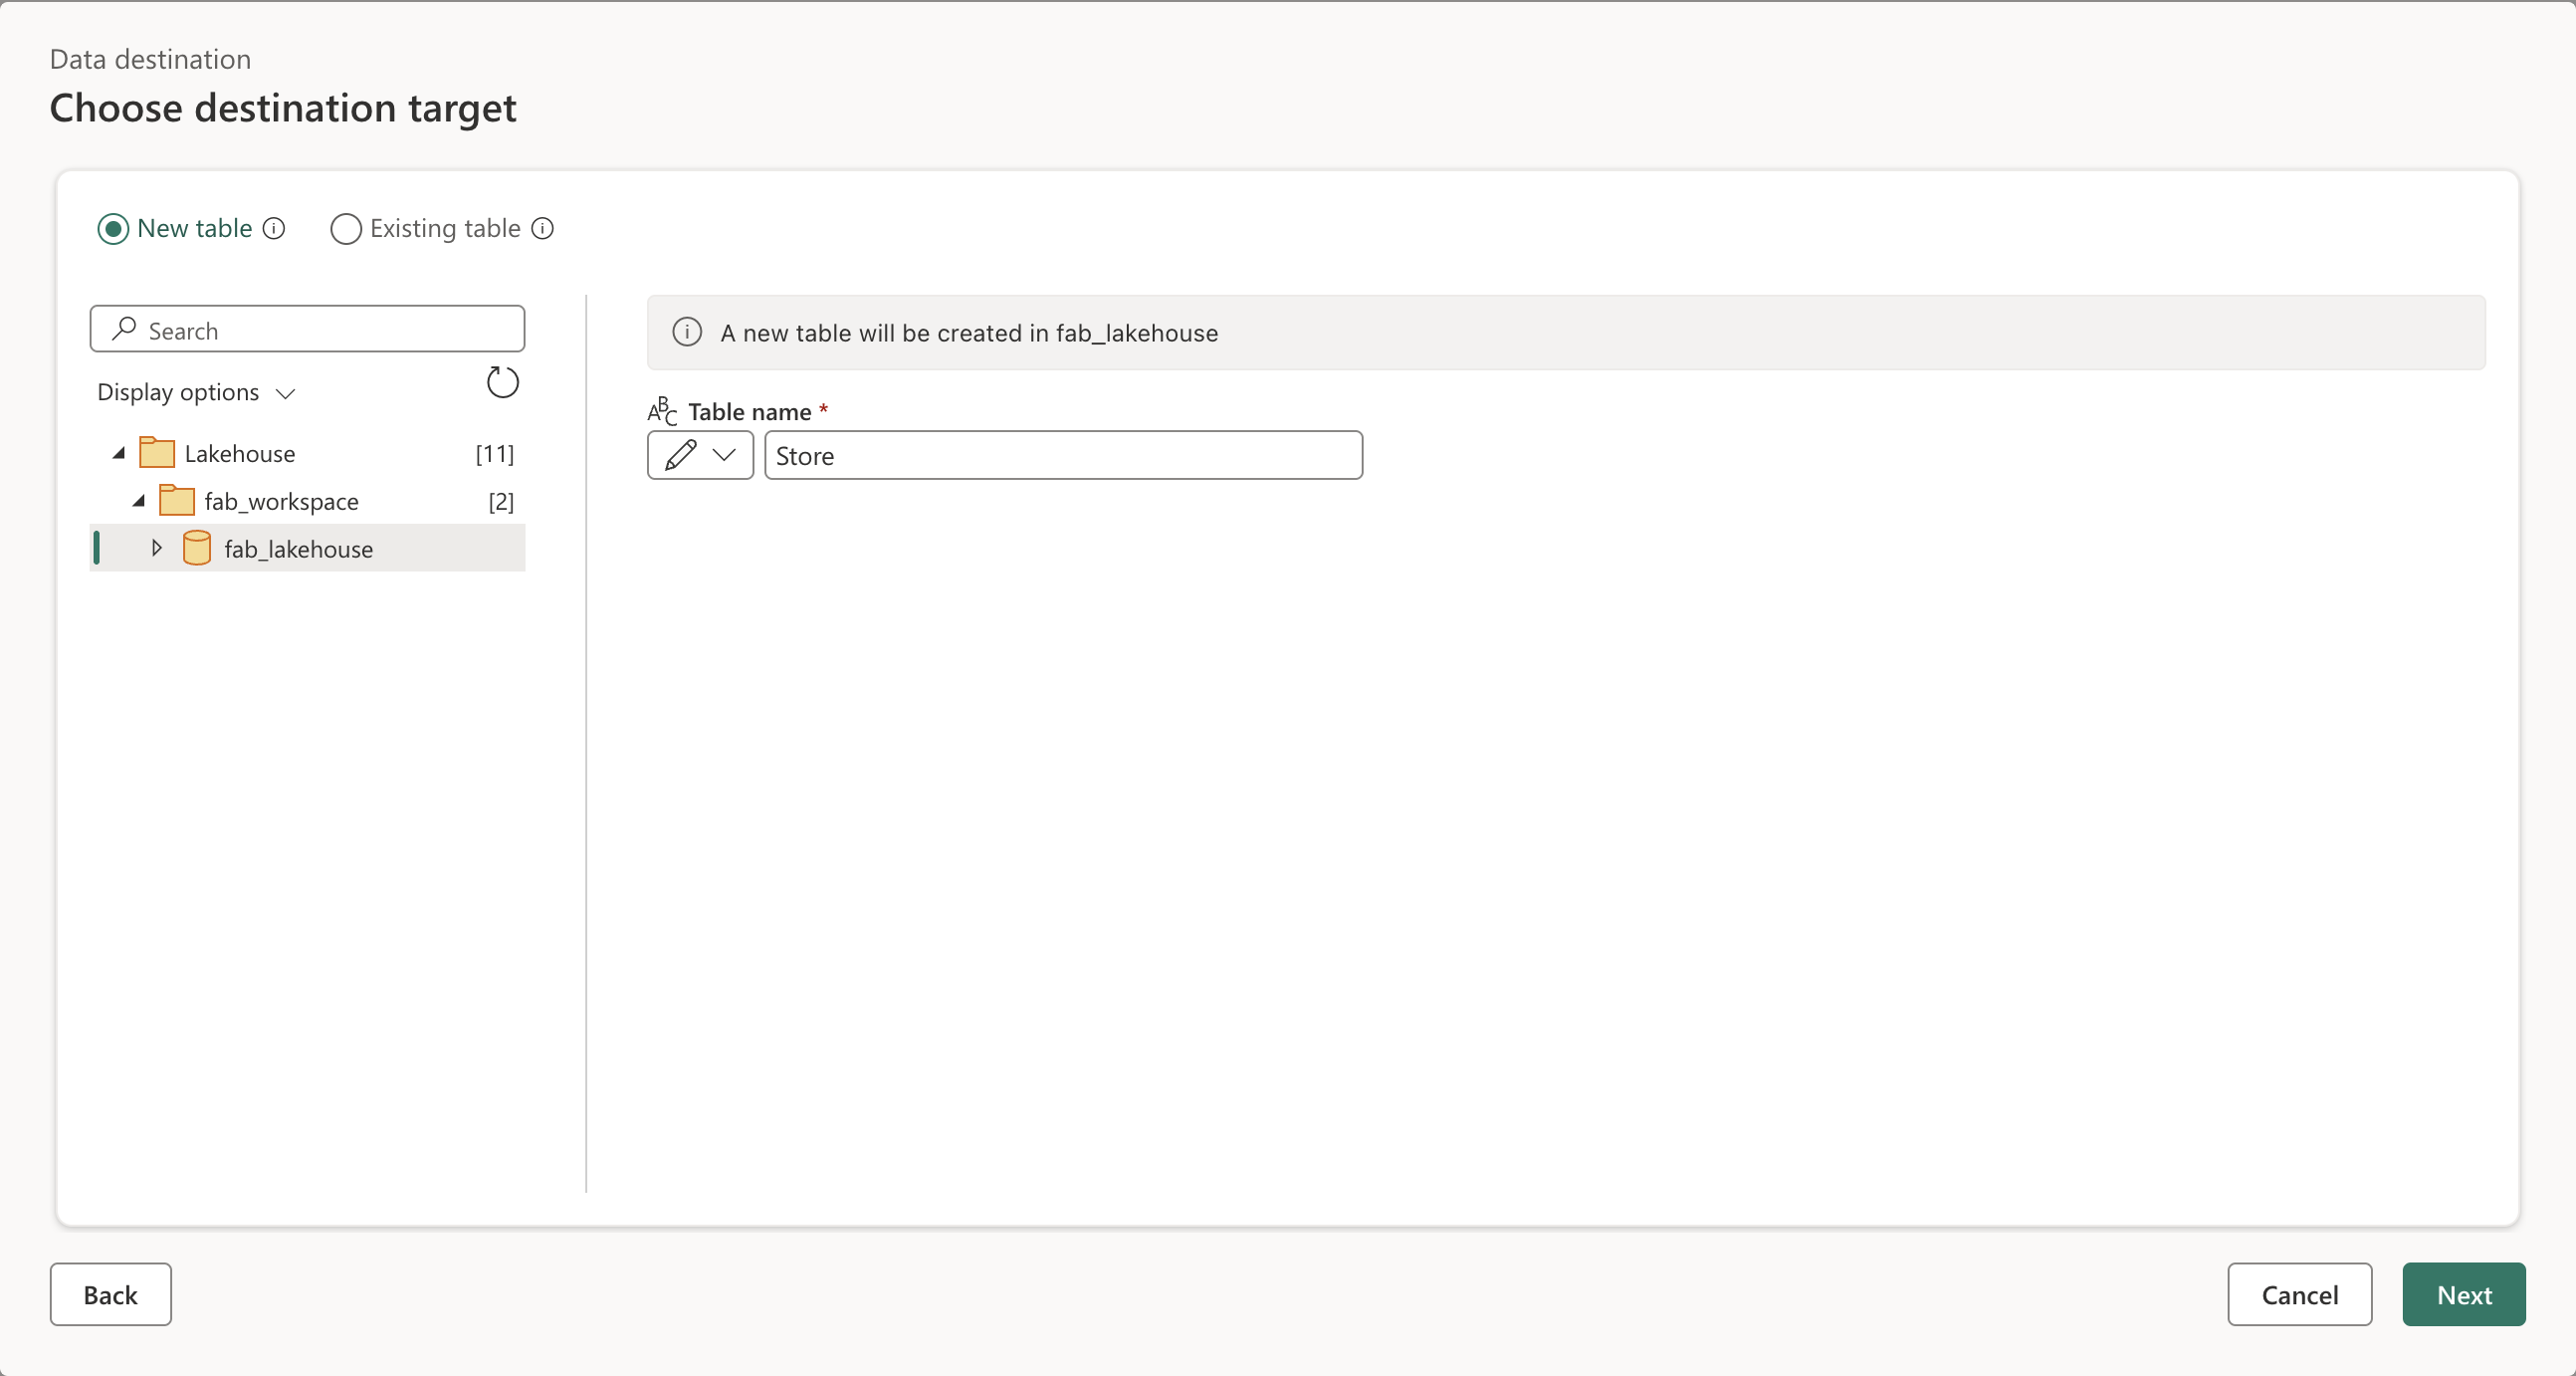 Data destination
Choose destination target
New table Existing table
Search
Display options
Lakehouse [11]
fab_workspace [2]
fab_lakehouse
A new table will be created in fab_lakehouse
ABC Table name *
Store
Back
Cancel
Next